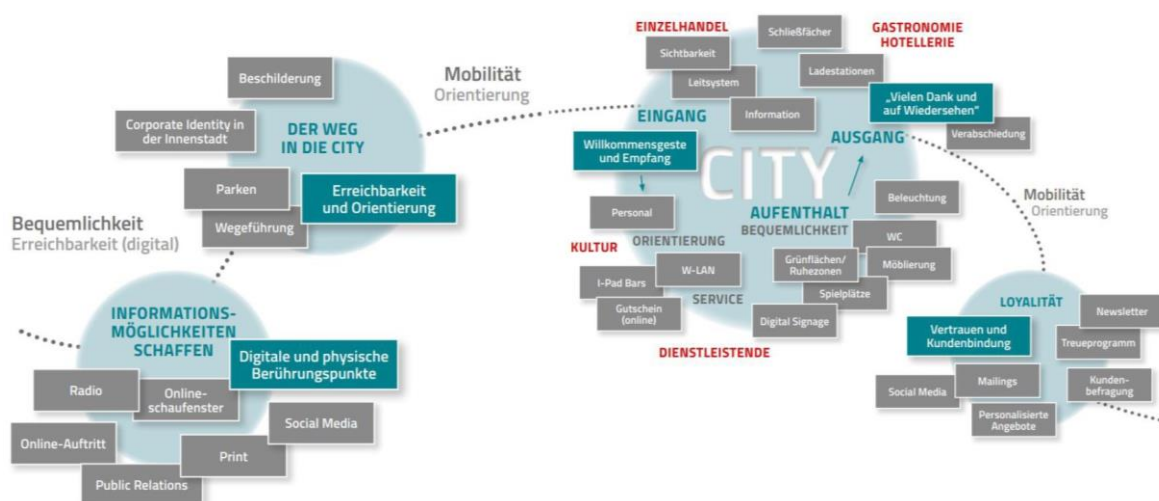 Bequemlichkeit
Erreichbarkeit (digital)
INFORMATIONS-
MÖGLICHKEITEN
SCHAFFEN
Digitale und physische
Berührungspunkte
Radio
Online-
schaufenster
Social Media
Online-Auftritt
Print
Public Relations
Beschilderung
Corporate Identity in
der Innenstadt
DER WEG
IN DIE CITY
Parken
Erreichbarkeit
und Orientierung
Wegeführung
Mobilität
Orientierung
EINZELHANDEL
Schließfächer
GASTRONOMIE
HOTELLERIE
Sichtbarkeit
Leitsystem
Ladestationen
Information
EINGANG
„Vielen Dank und
auf Wiedersehen“
Verabschiedung
AUSGANG
Willkommensgeste
und Empfang
CITY
Personal
AUFENTHALT
BEQUEMLICHKEIT
Beleuchtung
ORIENTIERUNG
WC
KULTUR
W-LAN
Grünflächen/
Ruhezonen
Möblierung
I-Pad Bars
SERVICE
Spielplätze
Gutschein
(online)
Digital Signage
DIENSTLEISTENDE
Mobilität
Orientierung
LOYALITÄT
Newsletter
Vertrauen und
Kundenbindung
Treueprogramm
Social Media
Mailings
Kunden-
befragung
Personalisierte
Angebote